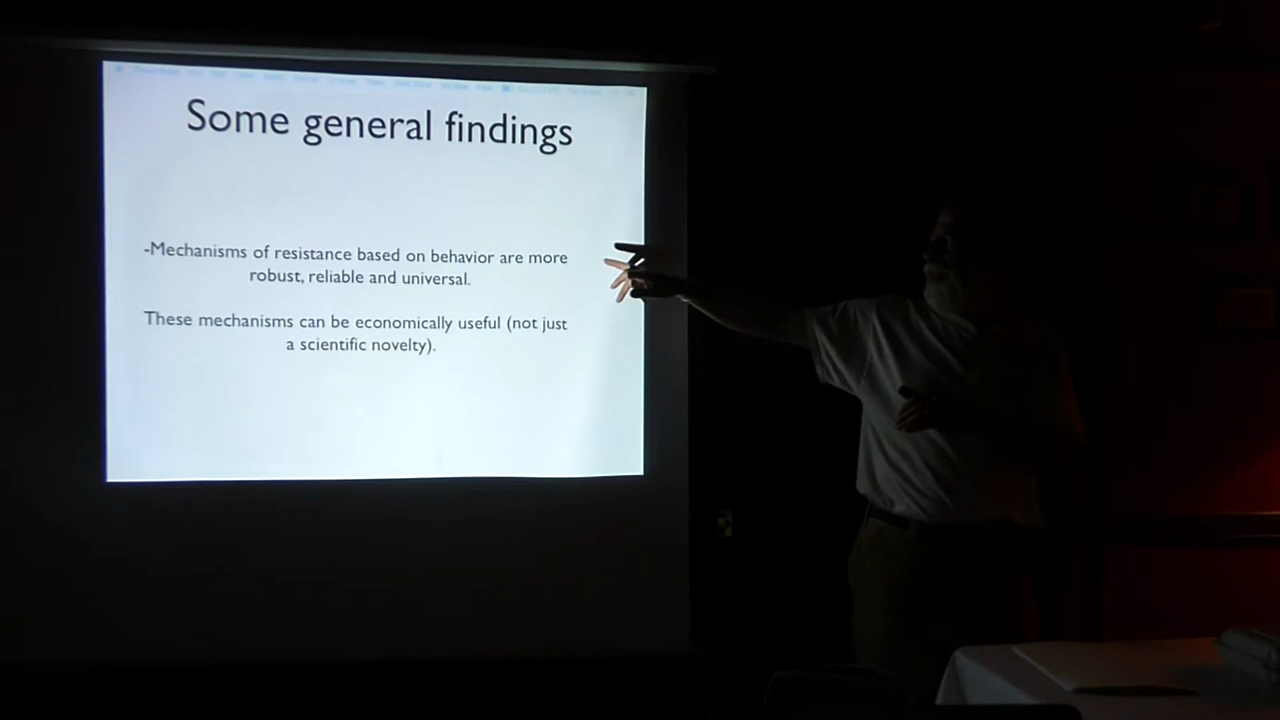 Some general findings
-Mechanisms of resistance based on behavior are more
robust, reliable and universal.
These mechanisms can be economically useful (not just
a scientific novelty).